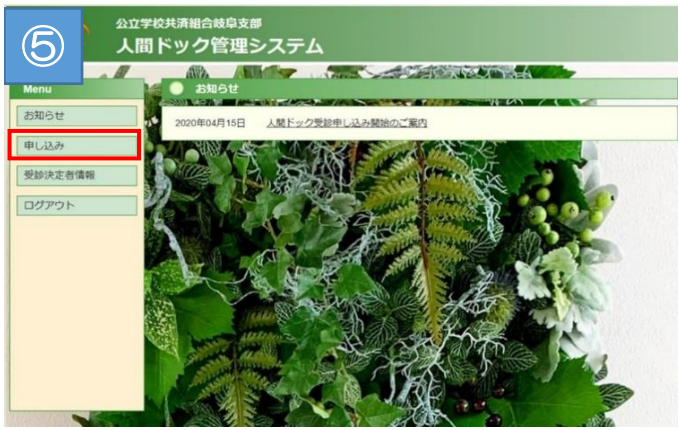 ⑤
公立学校共済組合岐阜支部
人間ドック管理システム
Menu
お知らせ
申し込み
受診決定者情報
ログアウト
お知らせ
2020年04月15日 人間ドック受診申し込み開始のご案内